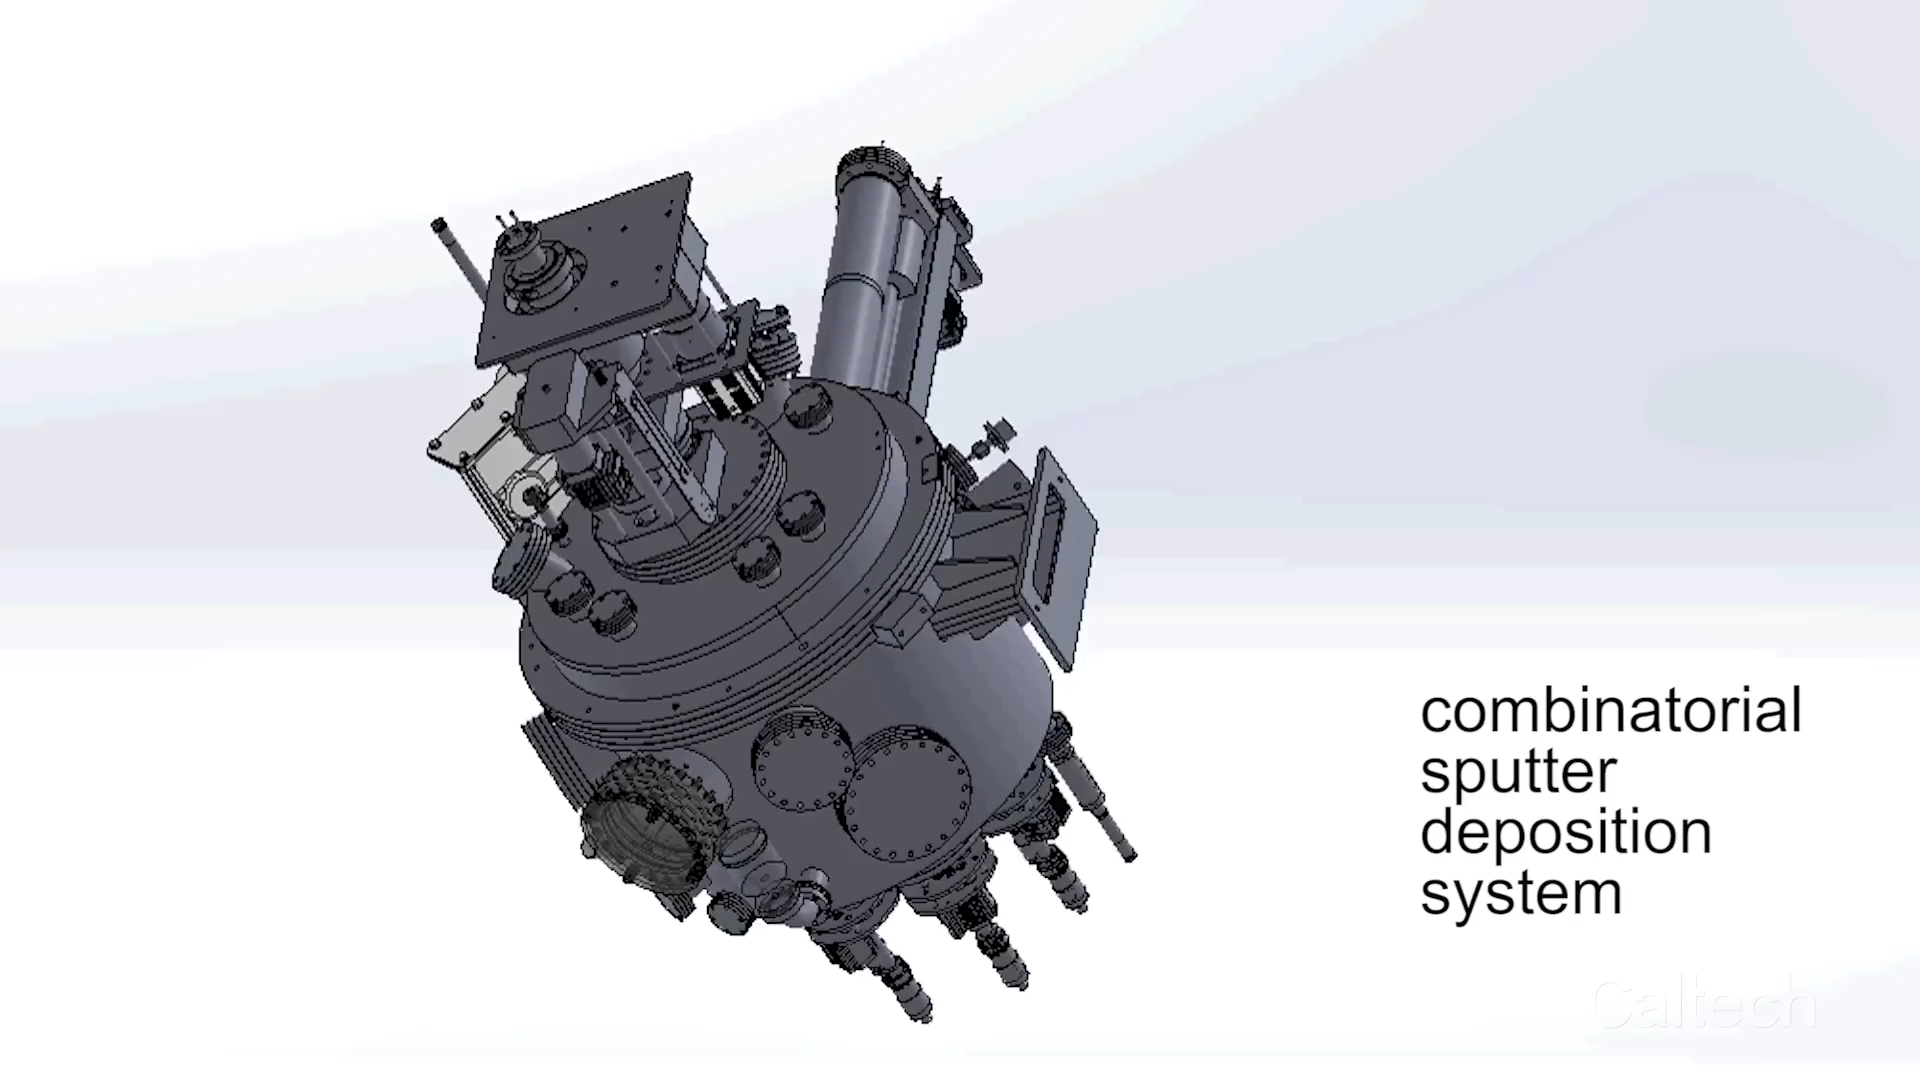 combinatorial
sputter
deposition
system
Caltech